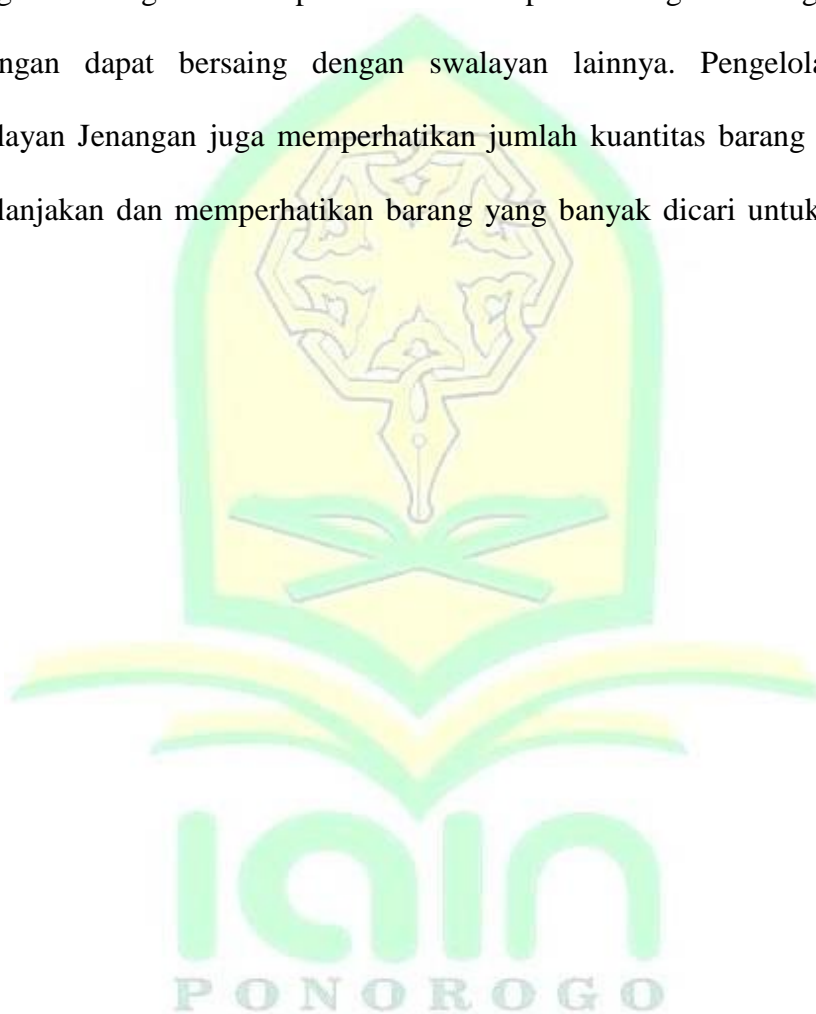 ngan dapat bersaing dengan swalayan lainnya. Pengelola
layan Jenangan juga memperhatikan jumlah kuantitas barang
lanjakan dan memperhatikan barang yang banyak dicari untuk
iain
PONOROGO